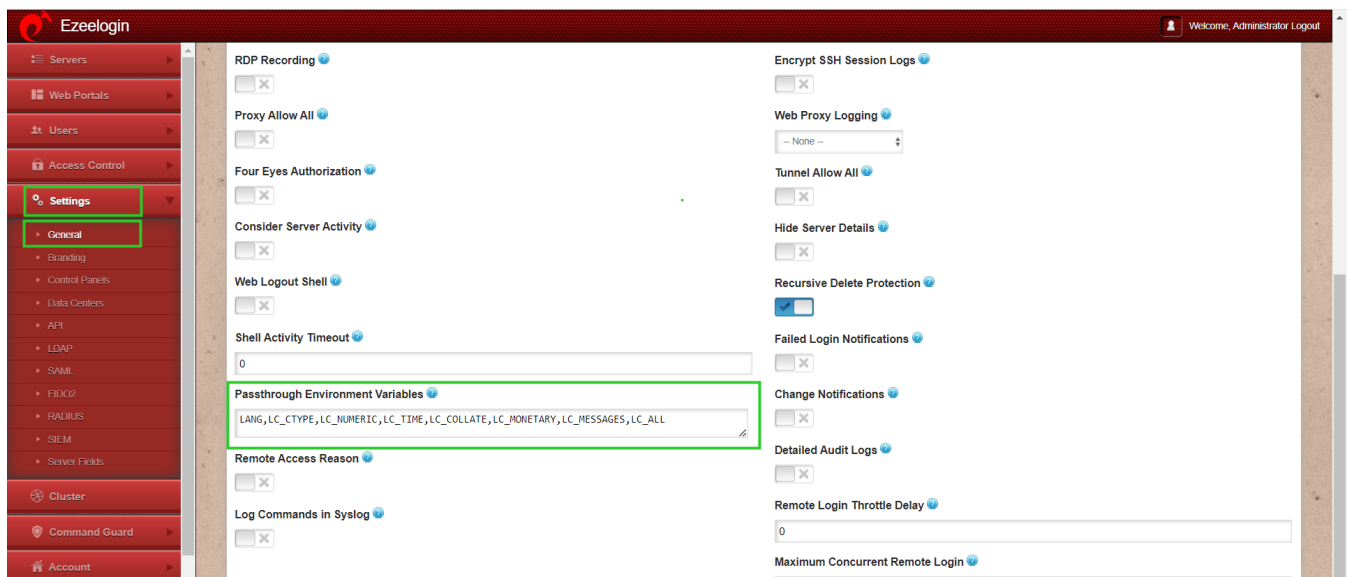 Ezeelogin
Welcome, Administrator Logout
Servers
Web Portals
Users
Access Control
Settings
General
Branding
Control Panels
Data Centers
API
LDAP
SAML
FIDO2
RADIUS
SIEM
Server Fields
Cluster
Command Guard
Account
RDP Recording
Proxy Allow All
Four Eyes Authorization
Consider Server Activity
Web Logout Shell
Shell Activity Timeout
0
Passthrough Environment Variables
LANG,LC_CTYPE,LC_NUMERIC,LC_TIME,LC_COLLATE,LC_MONETARY,LC_MESSAGES,LC_ALL
Remote Access Reason
Log Commands in Syslog
Encrypt SSH Session Logs
Web Proxy Logging
-- None --
Tunnel Allow All
Hide Server Details
Recursive Delete Protection
Failed Login Notifications
Change Notifications
Detailed Audit Logs
Remote Login Throttle Delay
0
Maximum Concurrent Remote Login